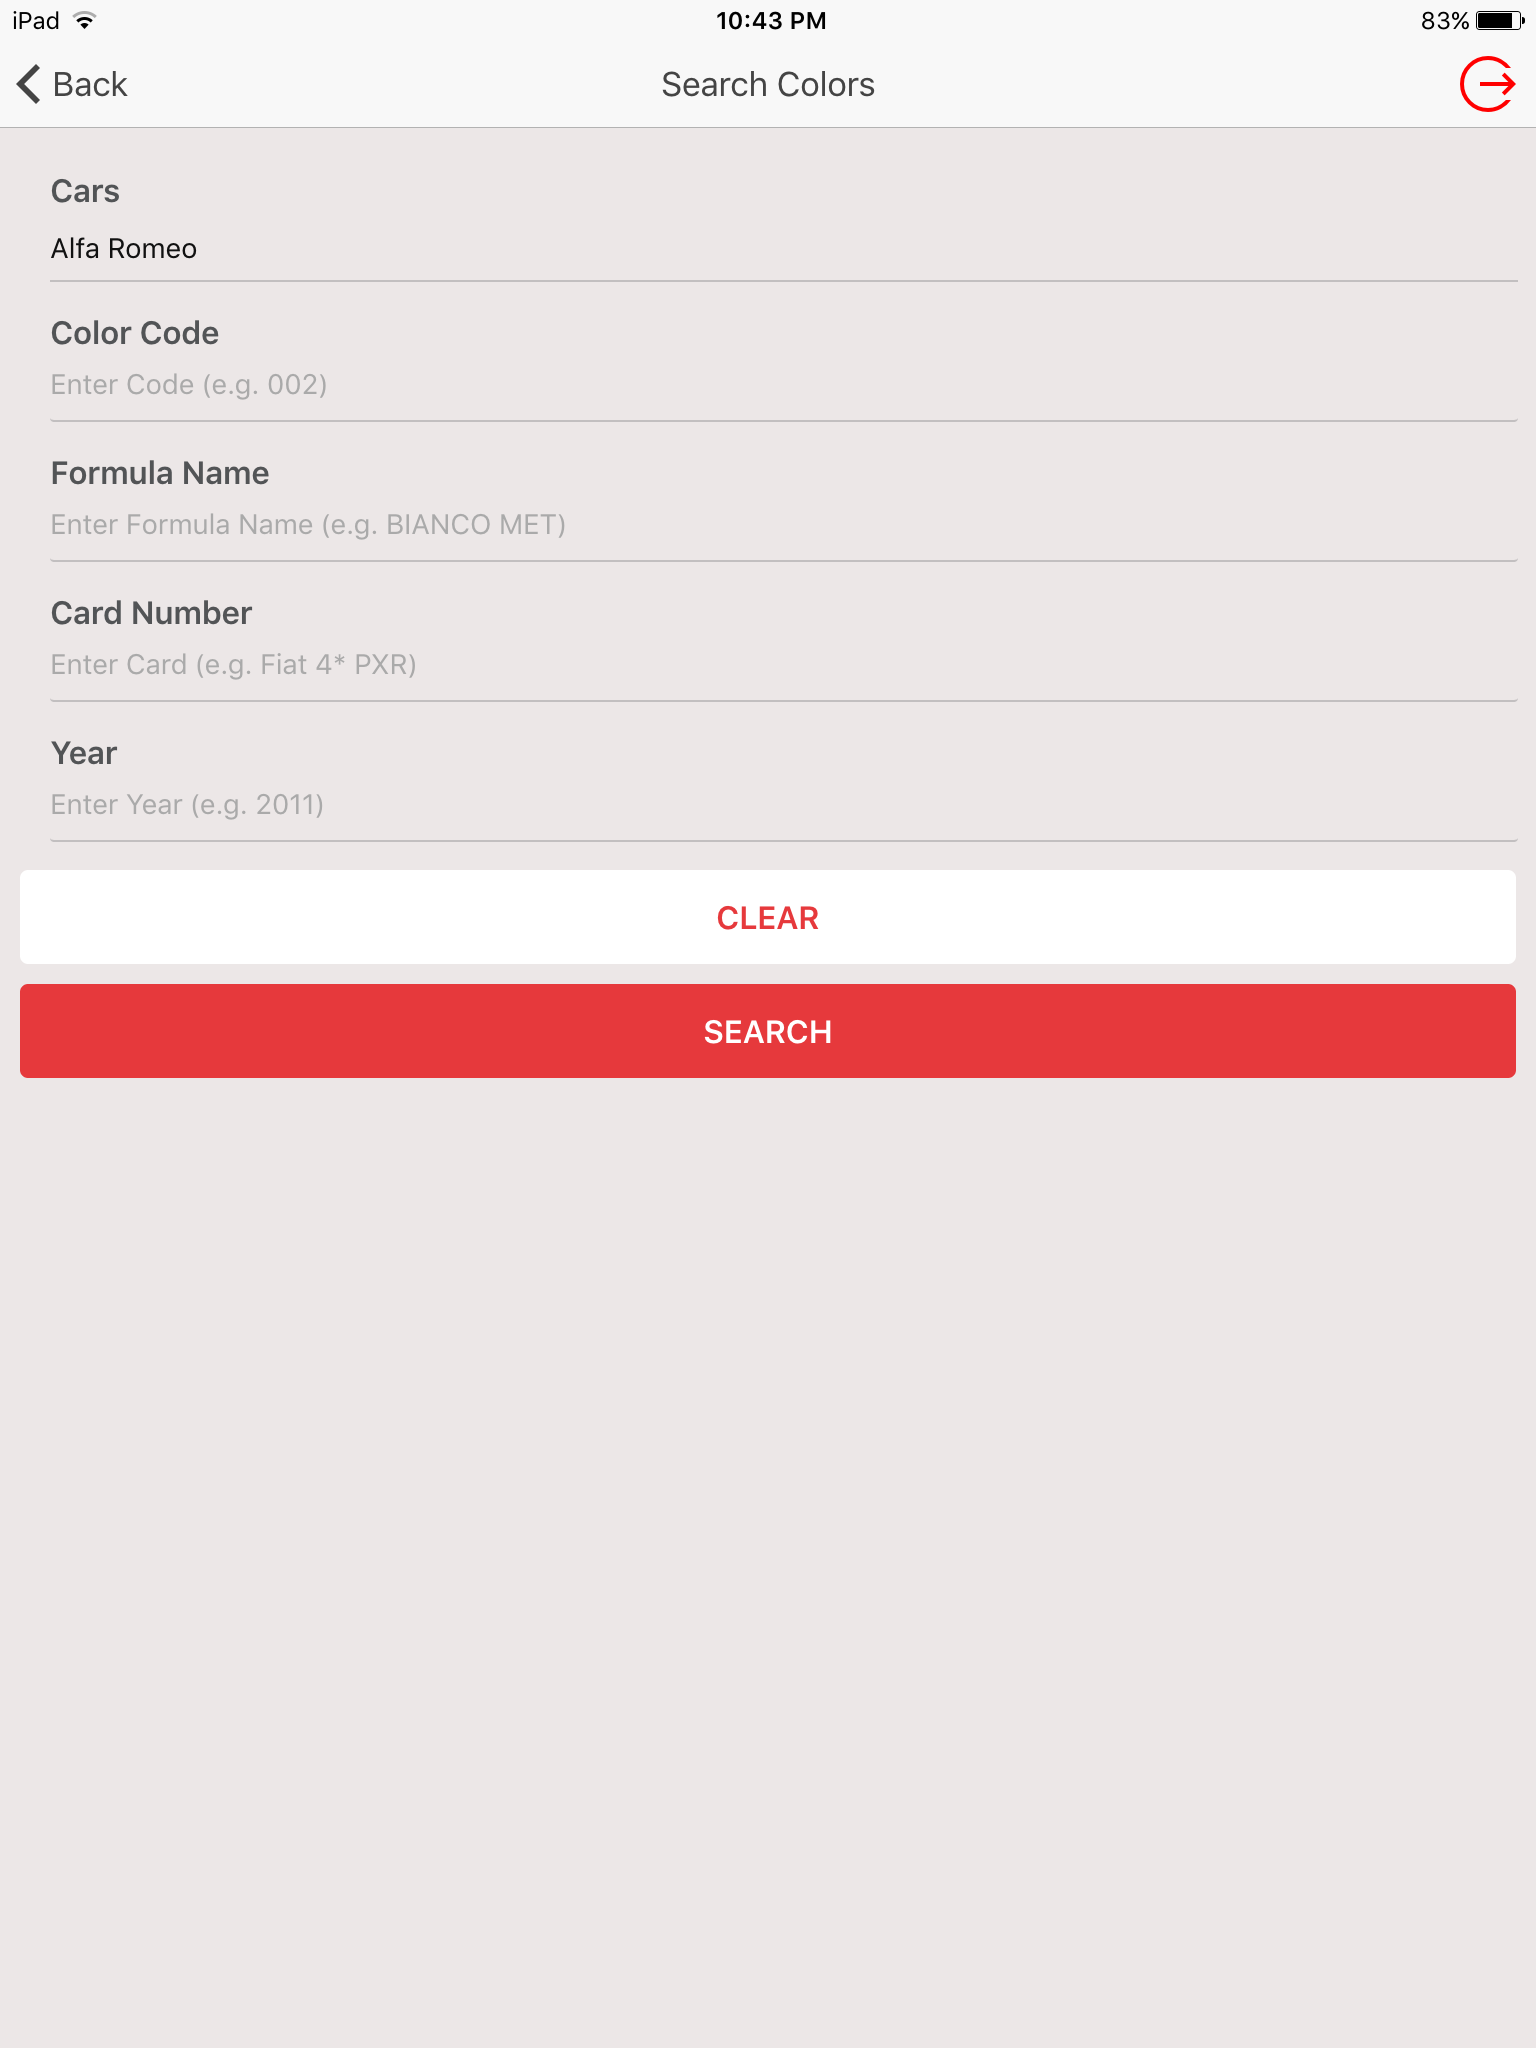 iPad 10:43 PM 83%
Back Search Colors
Cars
Alfa Romeo
Color Code
Enter Code (e.g. 002)
Formula Name
Enter Formula Name (e.g. BIANCO MET)
Card Number
Enter Card (e.g. Fiat 4* PXR)
Year
Enter Year (e.g. 2011)
CLEAR
SEARCH